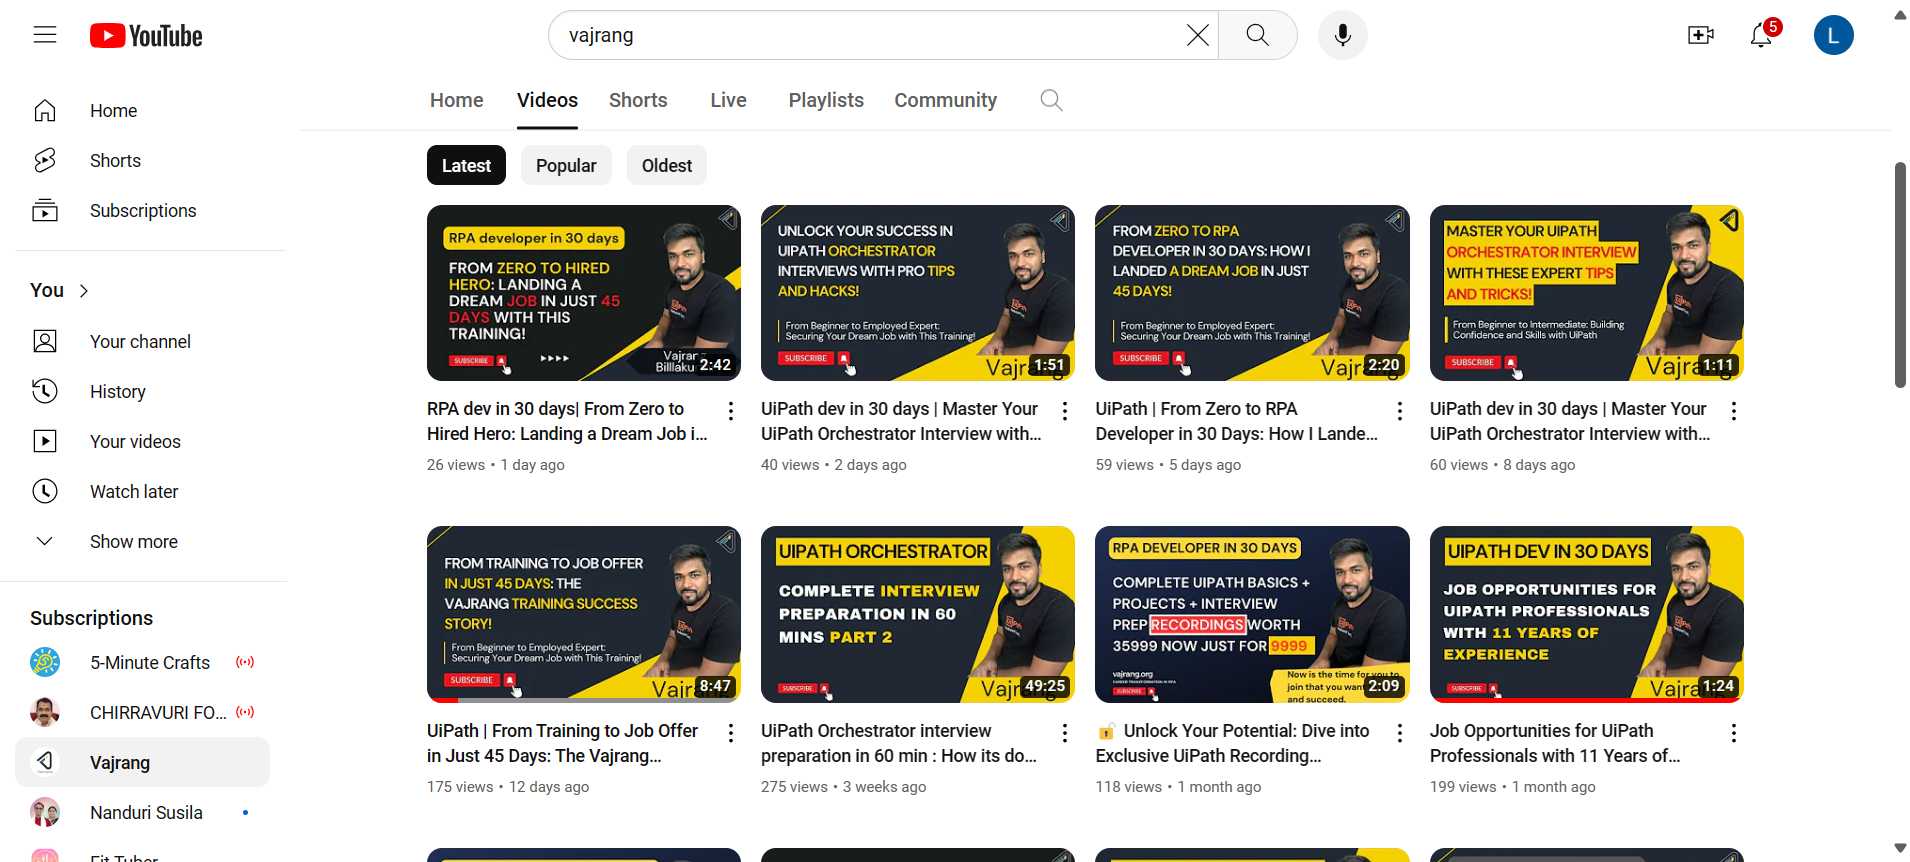 YouTube
vajrang
5
L
Home
Shorts
Subscriptions
You
Your channel
History
Your videos
Watch later
Show more
Subscriptions
5-Minute Crafts
CHIRRAVURI FO...
Vajrang
Nanduri Susila
Fit Tuber
Home Videos Shorts Live Playlists Community
Latest Popular Oldest
RPA developer in 30 days
FROM ZERO TO HIRED
HERO: LANDING A
DREAM JOB IN JUST 45
DAYS WITH THIS
TRAINING!
SUBSCRIBE
Vajrang
Billlaku
2:42
RPA dev in 30 days| From Zero to
Hired Hero: Landing a Dream Job i...
26 views • 1 day ago
UNLOCK YOUR SUCCESS IN
UIPATH ORCHESTRATOR
INTERVIEWS WITH PRO TIPS
AND HACKS!
From Beginner to Employed Expert:
Securing Your Dream Job with This Training!
SUBSCRIBE
Vajrang
1:51
UiPath dev in 30 days | Master Your
UiPath Orchestrator Interview with...
40 views • 2 days ago
FROM ZERO TO RPA
DEVELOPER IN 30 DAYS: HOW I
LANDED A DREAM JOB IN JUST
45 DAYS!
From Beginner to Employed Expert:
Securing Your Dream Job with This Training!
SUBSCRIBE
Vajrang
2:20
UiPath | From Zero to RPA
Developer in 30 Days: How I Lande...
59 views • 5 days ago
MASTER YOUR UIPATH
ORCHESTRATOR INTERVIEW
WITH THESE EXPERT TIPS
AND TRICKS!
From Beginner to Intermediate: Building
Confidence and Skills with UiPath
SUBSCRIBE
Vajrang
1:11
UiPath dev in 30 days | Master Your
UiPath Orchestrator Interview with...
60 views • 8 days ago
FROM TRAINING TO JOB OFFER
IN JUST 45 DAYS: THE
VAJRANG TRAINING SUCCESS
STORY!
From Beginner to Employed Expert:
Securing Your Dream Job with This Training!
SUBSCRIBE
Vajrang
8:47
UiPath | From Training to Job Offer
in Just 45 Days: The Vajrang...
175 views • 12 days ago
UIPATH ORCHESTRATOR
COMPLETE INTERVIEW
PREPARATION IN 60
MINS PART 2
SUBSCRIBE
Vajrang
49:25
UiPath Orchestrator interview
preparation in 60 min : How its do...
275 views • 3 weeks ago
RPA DEVELOPER IN 30 DAYS
COMPLETE UIPATH BASICS +
PROJECTS + INTERVIEW
PREP RECORDINGS WORTH
35999 NOW JUST FOR 9999
vajrang.org
SUBSCRIBE
Now is the time for you to
join that you want
and succeed.
2:09
🔓 Unlock Your Potential: Dive into
Exclusive UiPath Recording...
118 views • 1 month ago
UIPATH DEV IN 30 DAYS
JOB OPPORTUNITIES FOR
UIPATH PROFESSIONALS
WITH 11 YEARS OF
EXPERIENCE
SUBSCRIBE
Vajrang
1:24
Job Opportunities for UiPath
Professionals with 11 Years of...
199 views • 1 month ago